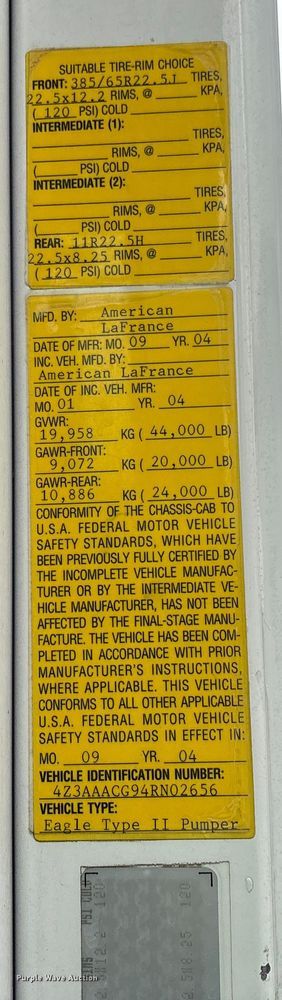 SUITABLE TIRE-RIM CHOICE
FRONT: 385/65R22.5J TIRES,
22.5x12.2 RIMS, @ ______ KPA,
( 120 PSI) COLD
INTERMEDIATE (1):
TIRES,
RIMS, @ ______ KPA,
( PSI) COLD
INTERMEDIATE (2):
TIRES,
RIMS, @ ______ KPA,
( PSI) COLD
REAR: 11R22.5H TIRES,
22.5x8.25 RIMS, @ ______ KPA,
( 120 PSI) COLD
MFD. BY: American
LaFrance
DATE OF MFR: MO. 09 YR. 04
INC. VEH. MFD. BY:
American LaFrance
DATE OF INC. VEH. MFR:
MO. 01 YR. 04
GVWR:
19,958 KG ( 44,000 LB)
GAWR-FRONT:
9,072 KG ( 20,000 LB)
GAWR-REAR:
10,886 KG ( 24,000 LB)
CONFORMITY OF THE CHASSIS-CAB TO
U.S.A. FEDERAL MOTOR VEHICLE
SAFETY STANDARDS, WHICH HAVE
BEEN PREVIOUSLY FULLY CERTIFIED BY
THE INCOMPLETE VEHICLE MANUFAC-
TURER OR BY THE INTERMEDIATE VE-
HICLE MANUFACTURER, HAS NOT BEEN
AFFECTED BY THE FINAL-STAGE MANU-
FACTURE. THE VEHICLE HAS BEEN COM-
PLETED IN ACCORDANCE WITH PRIOR
MANUFACTURER'S INSTRUCTIONS,
WHERE APPLICABLE. THIS VEHICLE
CONFORMS TO ALL OTHER APPLICABLE
U.S.A. FEDERAL MOTOR VEHICLE
SAFETY STANDARDS IN EFFECT IN:
MO. 09 YR. 04
VEHICLE IDENTIFICATION NUMBER:
4Z3AAACG94RN02656
VEHICLE TYPE:
Eagle Type II Pumper
Purple Wave Auction